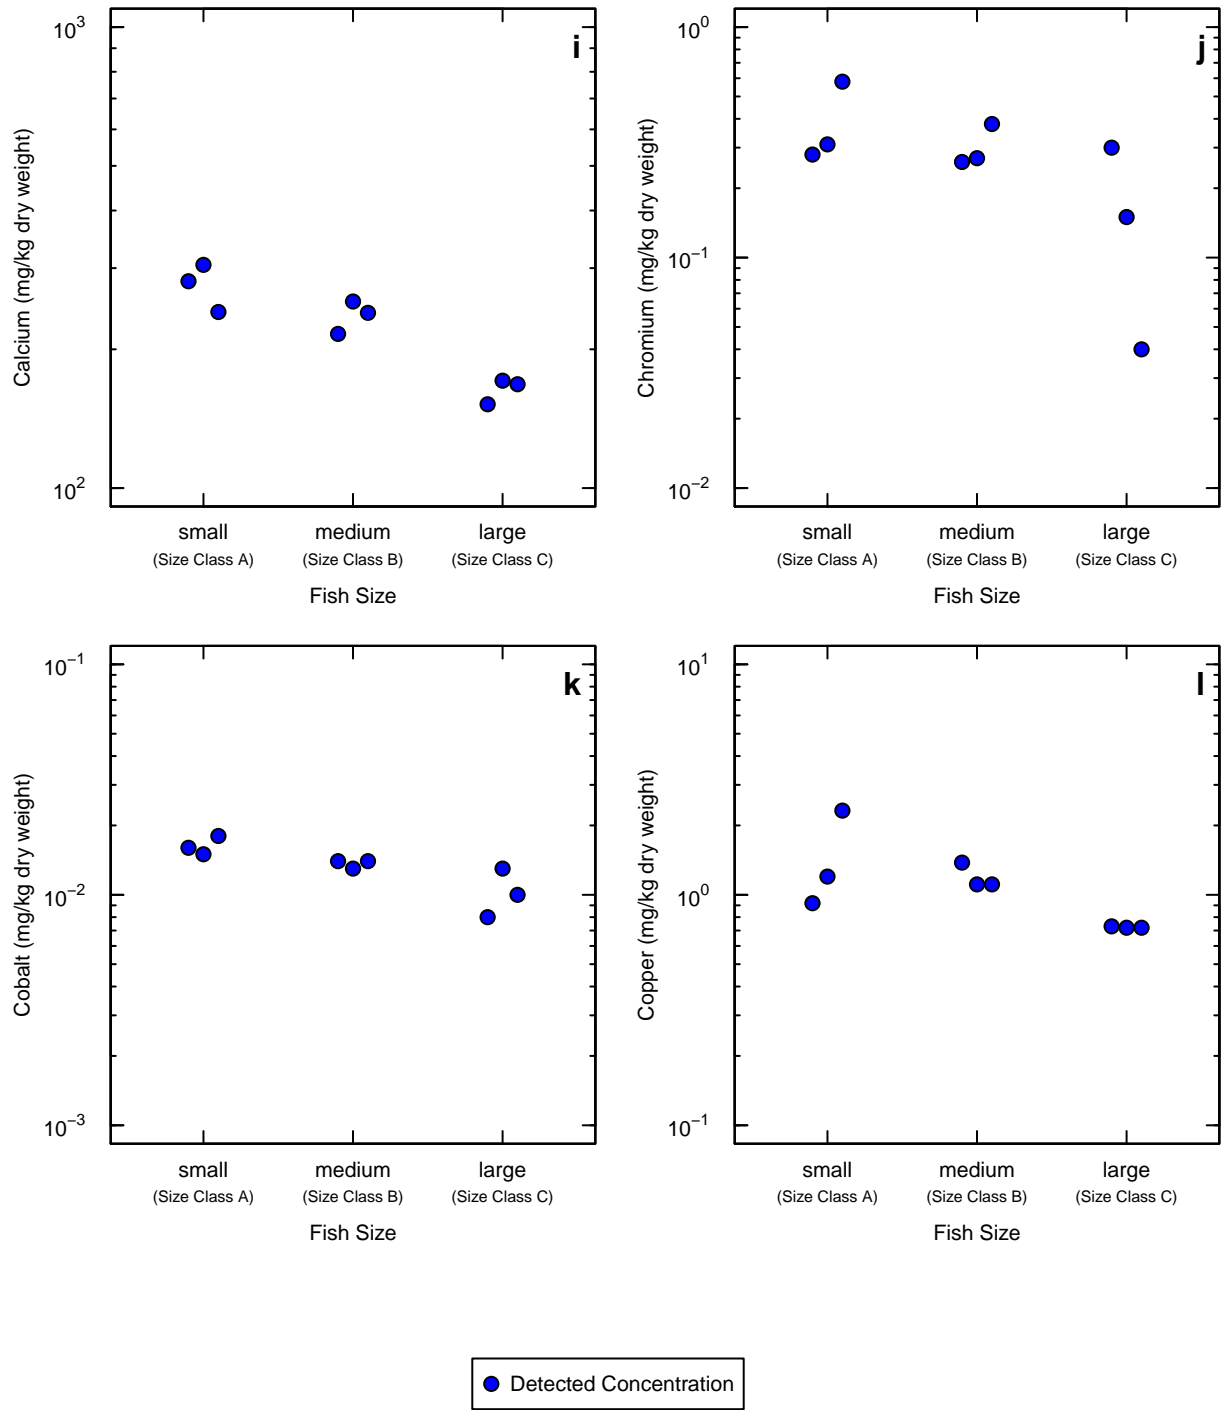 i
10³
10²
Calcium (mg/kg dry weight)
small medium large
(Size Class A) (Size Class B) (Size Class C)
Fish Size
j
10⁰
10⁻¹
10⁻²
Chromium (mg/kg dry weight)
small medium large
(Size Class A) (Size Class B) (Size Class C)
Fish Size
k
10⁻¹
10⁻²
10⁻³
Cobalt (mg/kg dry weight)
small medium large
(Size Class A) (Size Class B) (Size Class C)
Fish Size
l
10¹
10⁰
10⁻¹
Copper (mg/kg dry weight)
small medium large
(Size Class A) (Size Class B) (Size Class C)
Fish Size
Detected Concentration